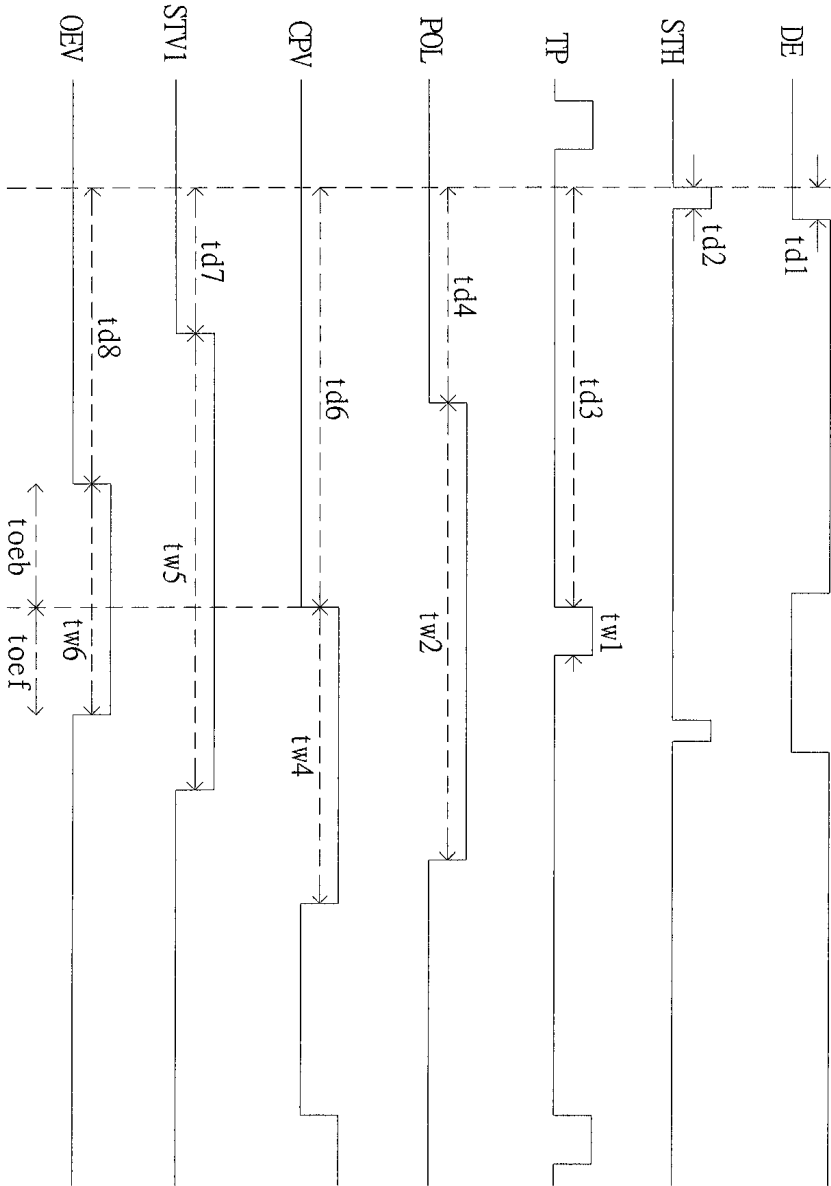 DE
td1
STH
td2
TP
td3
tw1
POL
td4
tw2
CPV
td6
tw4
STV1
td7
tw5
OEV
td8
tw6
toeb
toef